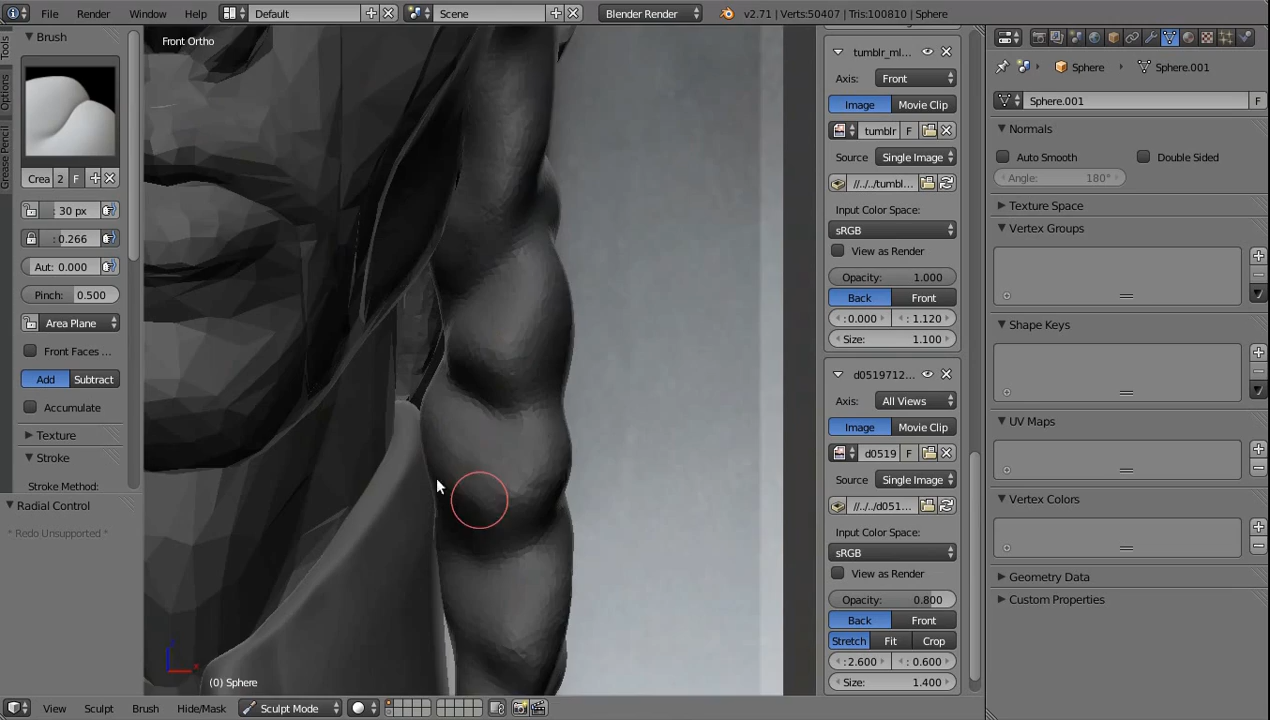 File Render Window Help Default Scene Blender Render v2.71 | Verts:50407 | Tris:100810 | Sphere
Tools
Options
Grease Pencil
Brush
Crea 2 F
: 30 px
: 0.266
Aut: 0.000
Pinch: 0.500
Area Plane
Front Faces ...
Add Subtract
Accumulate
Texture
Stroke
Stroke Method:
Radial Control
* Redo Unsupported *
Front Ortho
(0) Sphere
View Sculpt Brush Hide/Mask Sculpt Mode
tumblr_ml...
Axis: Front
Image Movie Clip
tumblr F
Source Single Image
//../../tumbl...
Input Color Space:
sRGB
View as Render
Opacity: 1.000
Back Front
: 0.000 : 1.120
Size: 1.100
d0519712...
Axis: All Views
Image Movie Clip
d0519 F
Source Single Image
//../../d051...
Input Color Space:
sRGB
View as Render
Opacity: 0.800
Back Front
Stretch Fit Crop
: 2.600 : 0.600
Size: 1.400
Sphere Sphere.001
Sphere.001 F
Normals
Auto Smooth Double Sided
Angle: 180°
Texture Space
Vertex Groups
Shape Keys
UV Maps
Vertex Colors
Geometry Data
Custom Properties